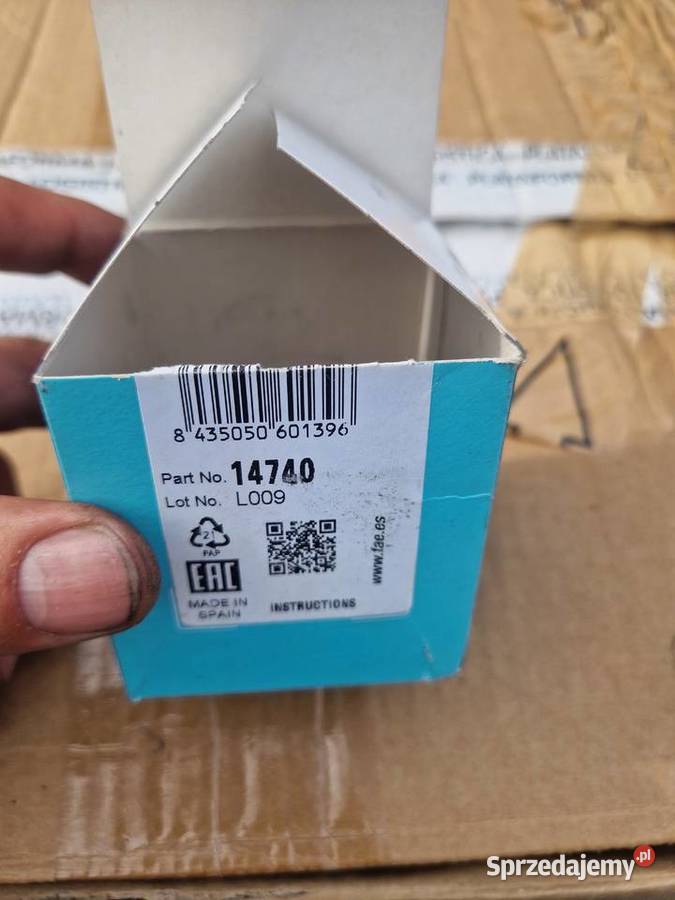 8 435050 601396
Part No. 14740
Lot No. L009
21
PAP
EAC
MADE IN
SPAIN
INSTRUCTIONS
www.fae.es
Sprzedajemy.pl